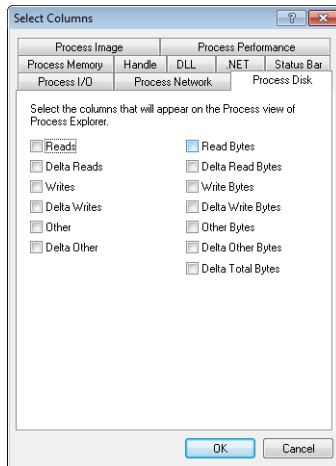 Select Columns
Process Image Process Performance
Process Memory Handle DLL .NET Status Bar
Process I/O Process Network Process Disk
Select the columns that will appear on the Process view of
Process Explorer.
Reads Read Bytes
Delta Reads Delta Read Bytes
Writes Write Bytes
Delta Writes Delta Write Bytes
Other Other Bytes
Delta Other Delta Other Bytes
Delta Total Bytes
OK Cancel